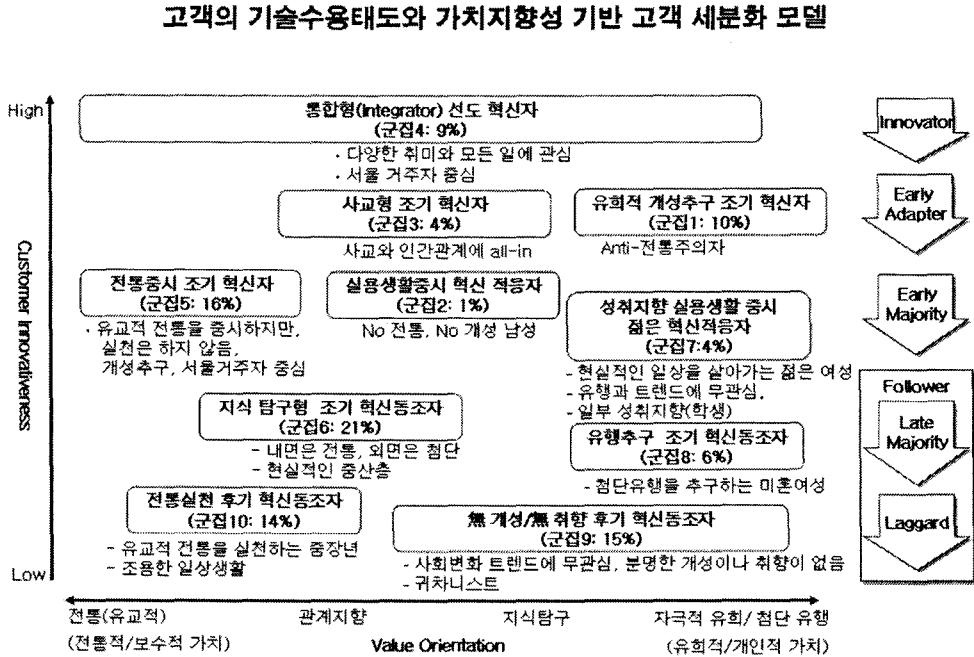 고객의 기술수용태도와 가치지향성 기반 고객 세분화 모델
High
통합형(Integrator) 선도 혁신자
(군집4: 9%)
· 다양한 취미와 모든 일에 관심
· 서울 거주자 중심
Innovator
사교형 조기 혁신자
(군집3: 4%)
사교와 인간관계에 all-in
유희적 개성추구 조기 혁신자
(군집1: 10%)
Anti-전통주의자
Early
Adapter
Customer Innovativeness
전통중시 조기 혁신자
(군집5: 16%)
· 유교적 전통을 중시하지만,
실천은 하지 않음,
개성추구, 서울거주자 중심
실용생활중시 혁신 적응자
(군집2: 1%)
No 전통, No 개성 남성
성취지향 실용생활 중시
젊은 혁신적응자
(군집7:4%)
- 현실적인 일상을 살아가는 젊은 여성
- 유행과 트렌드에 무관심,
- 일부 성취지향(학생)
Early
Majority
Follower
지식 탐구형 조기 혁신동조자
(군집6: 21%)
- 내면은 전통, 외면은 첨단
- 현실적인 중산층
유행추구 조기 혁신동조자
(군집8: 6%)
- 첨단유행을 추구하는 미혼여성
Late
Majority
전통실천 후기 혁신동조자
(군집10: 14%)
- 유교적 전통을 실천하는 중장년
- 조용한 일상생활
無 개성/無 취향 후기 혁신동조자
(군집9: 15%)
- 사회변화 트렌드에 무관심, 분명한 개성이나 취향이 없음
- 귀차니스트
Laggard
Low
전통(유교적)
관계지향
지식탐구
자극적 유희/ 첨단 유행
(전통적/보수적 가치)
Value Orientation
(유희적/개인적 가치)